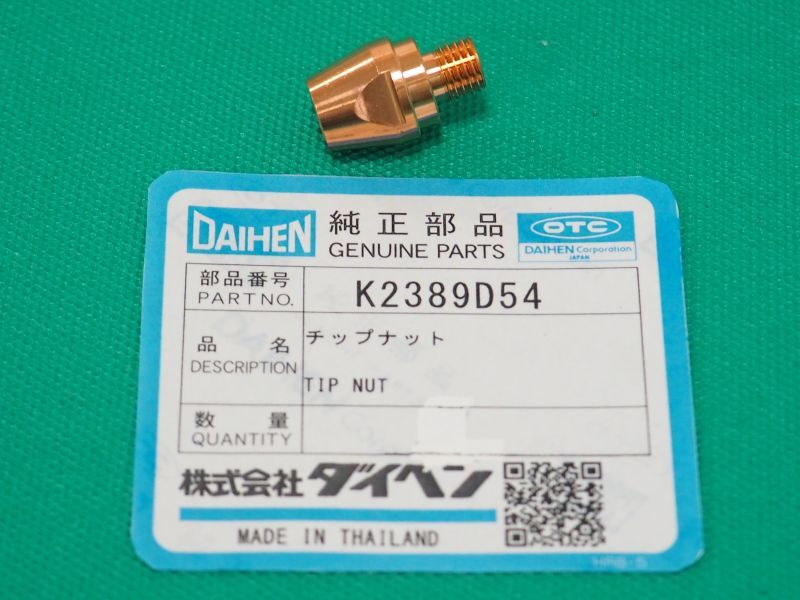 DAIHEN 純正部品 OTC
GENUINE PARTS DAIHEN Corporation
JAPAN
部品番号 K2389D54
PART NO.
品名 チップナット
DESCRIPTION
TIP NUT
数量
QUANTITY
株式会社ダイヘン
MADE IN THAILAND